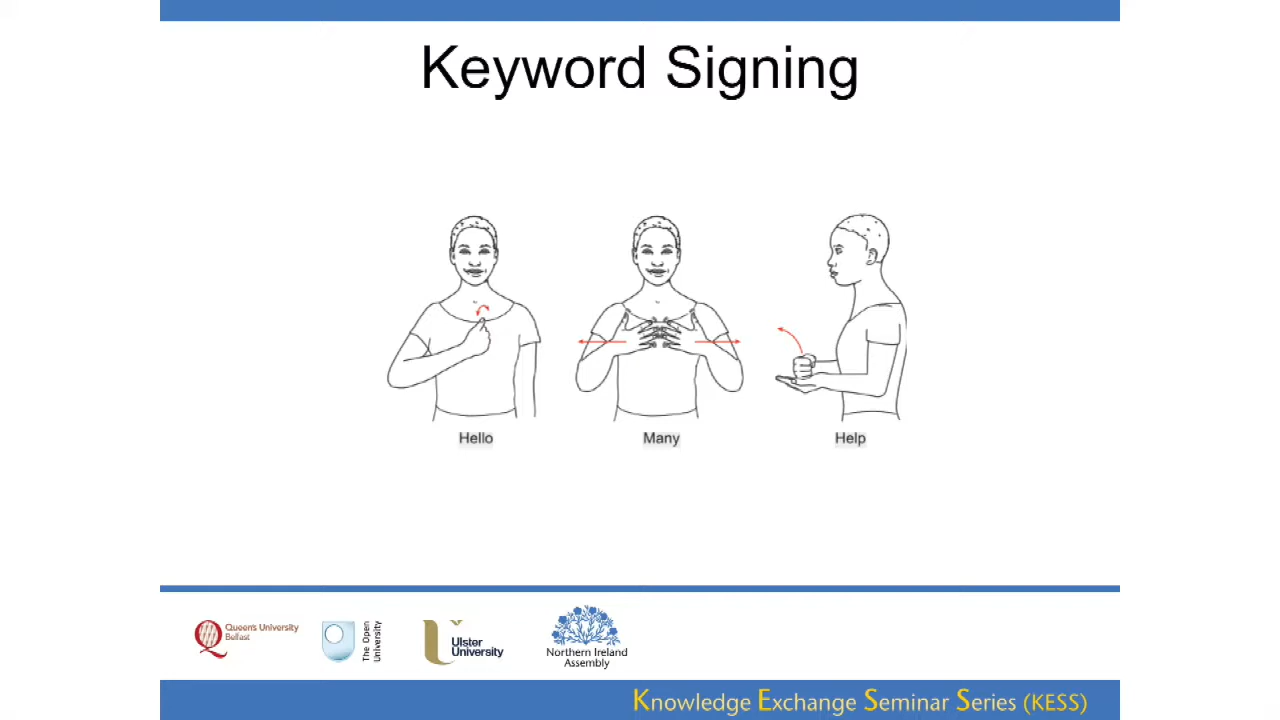 Keyword Signing
Hello
Many
Help
Queen's University
Belfast
The Open
University
Ulster
University
Northern Ireland
Assembly
Knowledge Exchange Seminar Series (KESS)